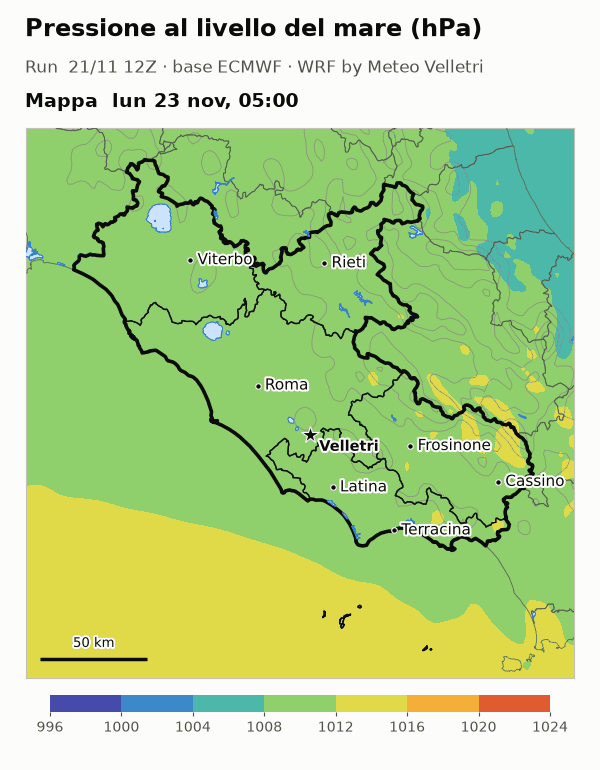 Pressione al livello del mare (hPa)
Run  21/11 12Z · base ECMWF · WRF by Meteo Velletri
Mappa  lun 23 nov, 05:00
Viterbo
Rieti
Roma
Velletri
Frosinone
Cassino
Latina
Terracina
50 km
996 1000 1004 1008 1012 1016 1020 1024